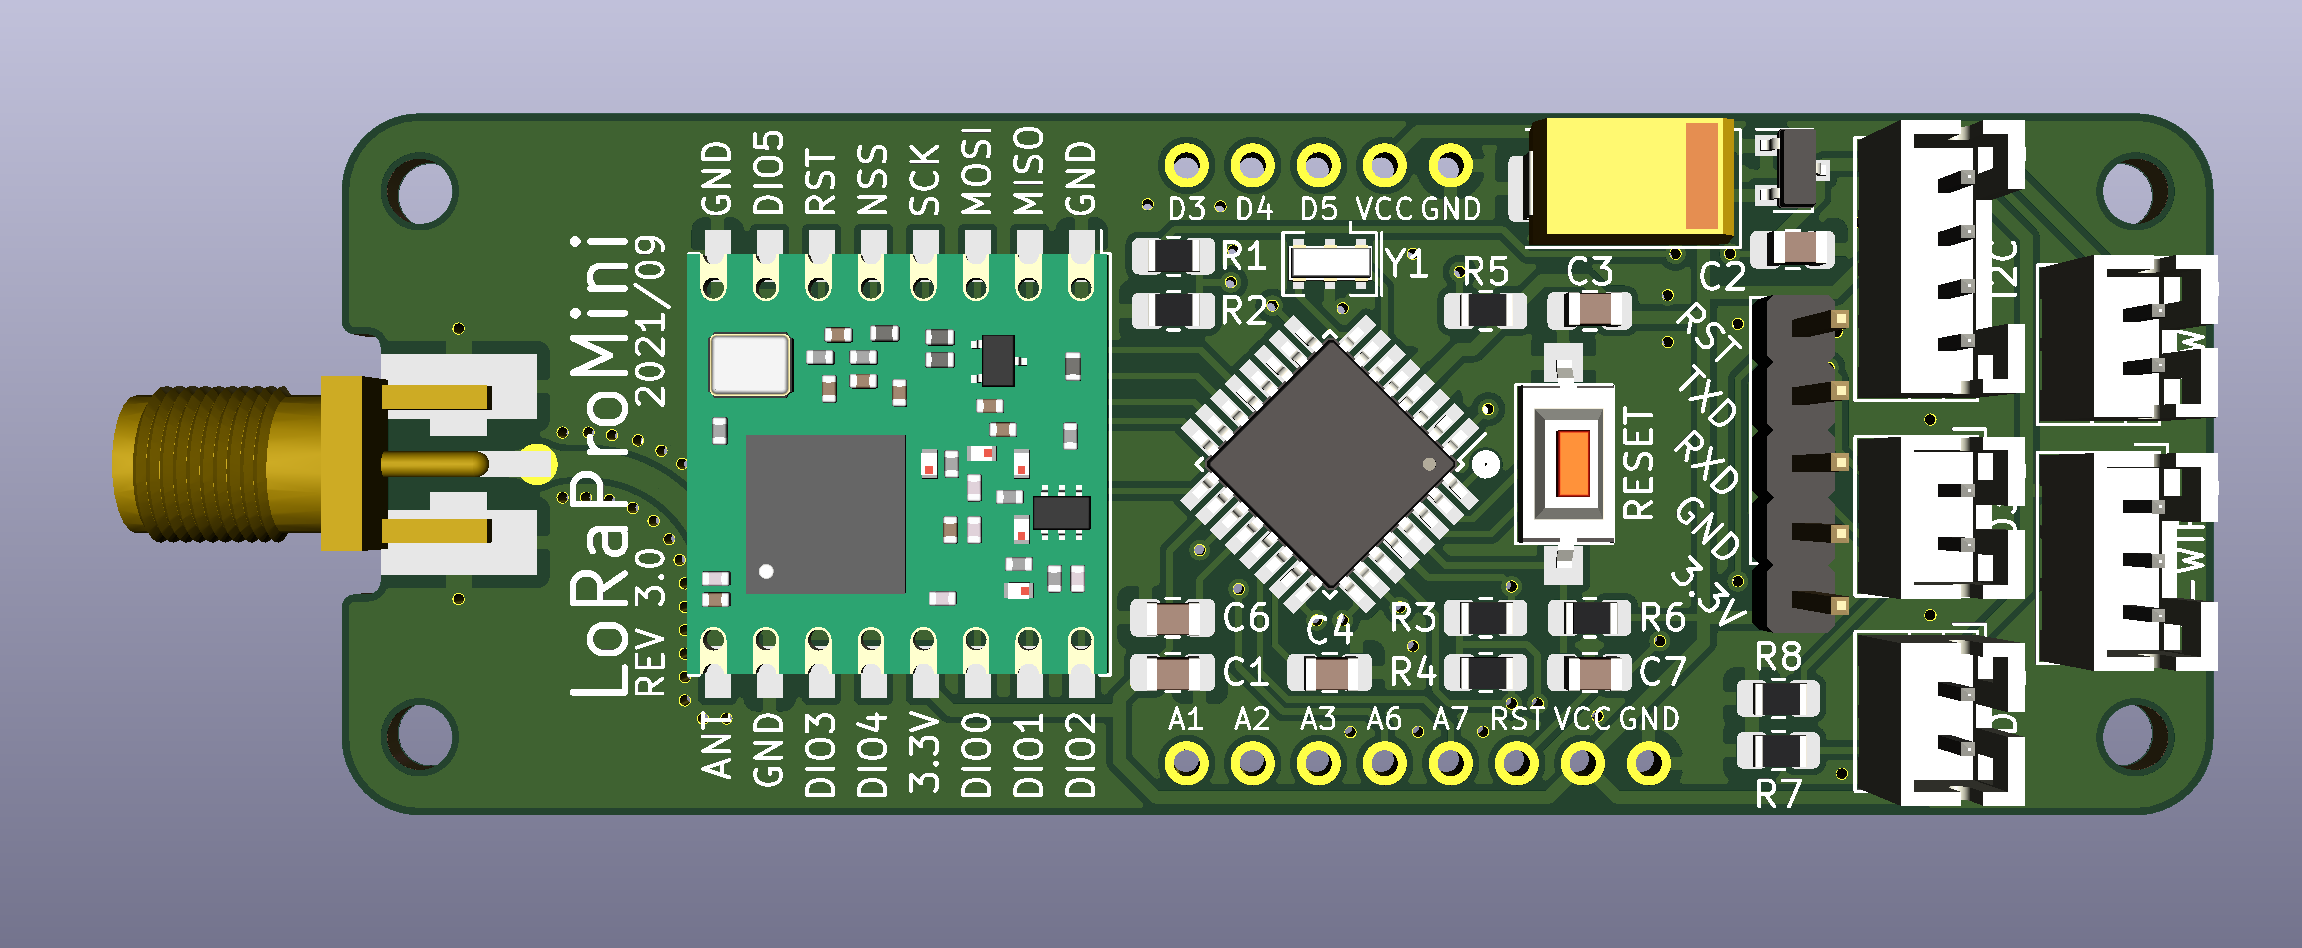 LoRaProMini
REV 3.0
2021/09
GND
DIO5
RST
NSS
SCK
MOSI
MISO
GND
ANT
GND
DIO3
DIO4
3.3V
DIO0
DIO1
DIO2
D3
D4
D5
VCC
GND
R1
R2
Y1
R5
C3
C2
RESET
RST
TXD
RXD
GND
3.3V
I2C
C6
C1
C4
R3
R4
R6
C7
R8
R7
A1
A2
A3
A6
A7
RST
VCC
GND